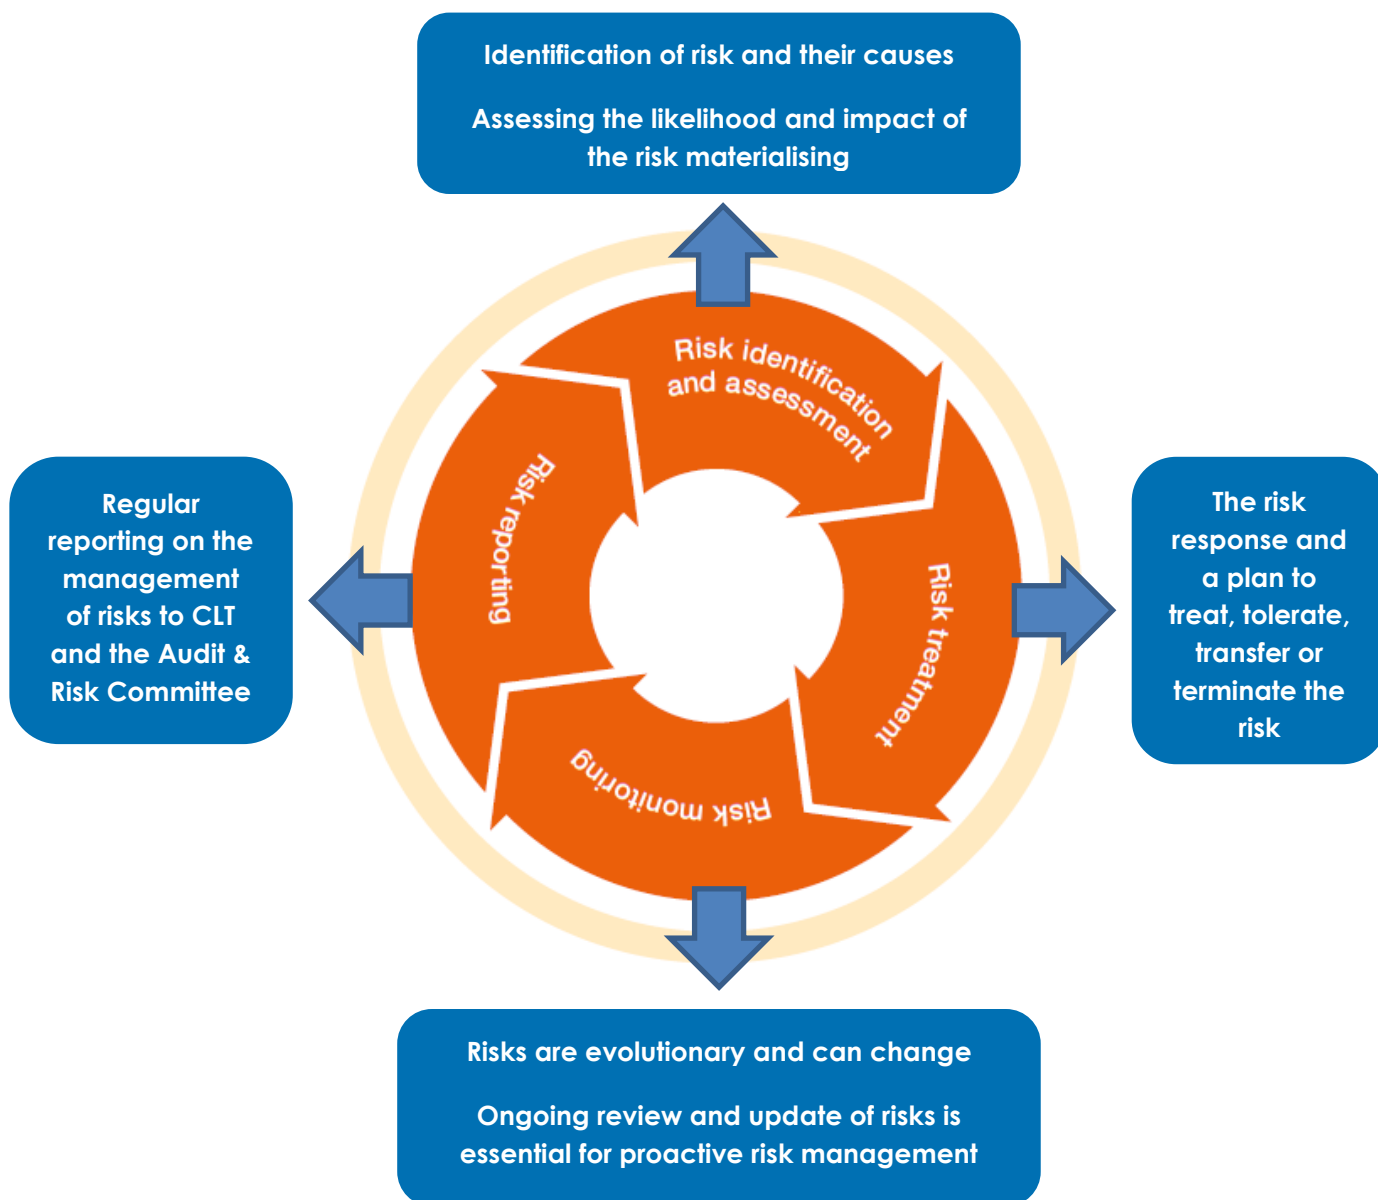 Identification of risk and their causes
Assessing the likelihood and impact of
the risk materialising
Risk identification
and assessment
Risk treatment
Risk monitoring
Risk reporting
The risk
response and
a plan to
treat, tolerate,
transfer or
terminate the
risk
Risks are evolutionary and can change
Ongoing review and update of risks is
essential for proactive risk management
Regular
reporting on the
management
of risks to CLT
and the Audit &
Risk Committee